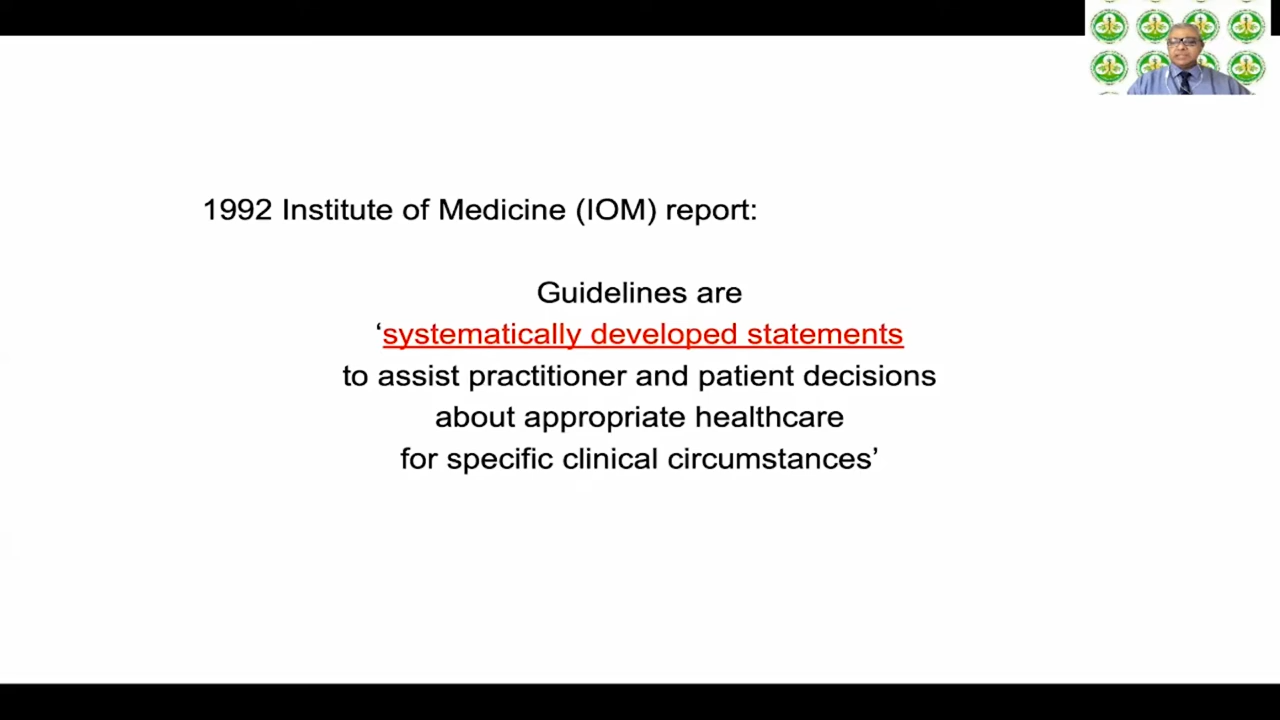 1992 Institute of Medicine (IOM) report:
Guidelines are
‘systematically developed statements
to assist practitioner and patient decisions
about appropriate healthcare
for specific clinical circumstances’